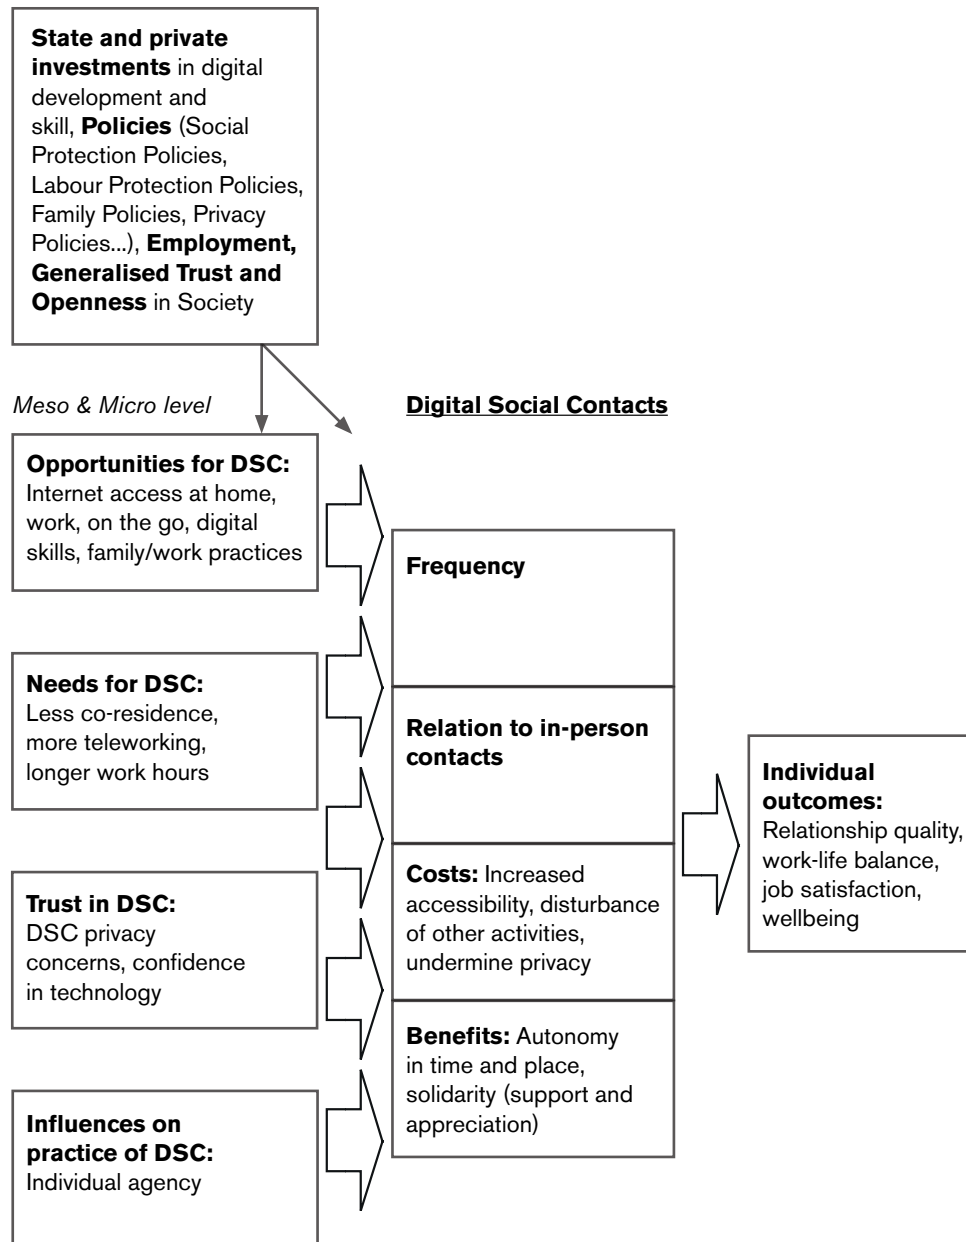 State and private
investments in digital
development and
skill, Policies (Social
Protection Policies,
Labour Protection Policies,
Family Policies, Privacy
Policies...), Employment,
Generalised Trust and
Openness in Society
Meso & Micro level
Digital Social Contacts
Opportunities for DSC:
Internet access at home,
work, on the go, digital
skills, family/work practices
Needs for DSC:
Less co-residence,
more teleworking,
longer work hours
Trust in DSC:
DSC privacy
concerns, confidence
in technology
Influences on
practice of DSC:
Individual agency
Frequency
Relation to in-person
contacts
Costs: Increased
accessibility, disturbance
of other activities,
undermine privacy
Benefits: Autonomy
in time and place,
solidarity (support and
appreciation)
Individual
outcomes:
Relationship quality,
work-life balance,
job satisfaction,
wellbeing